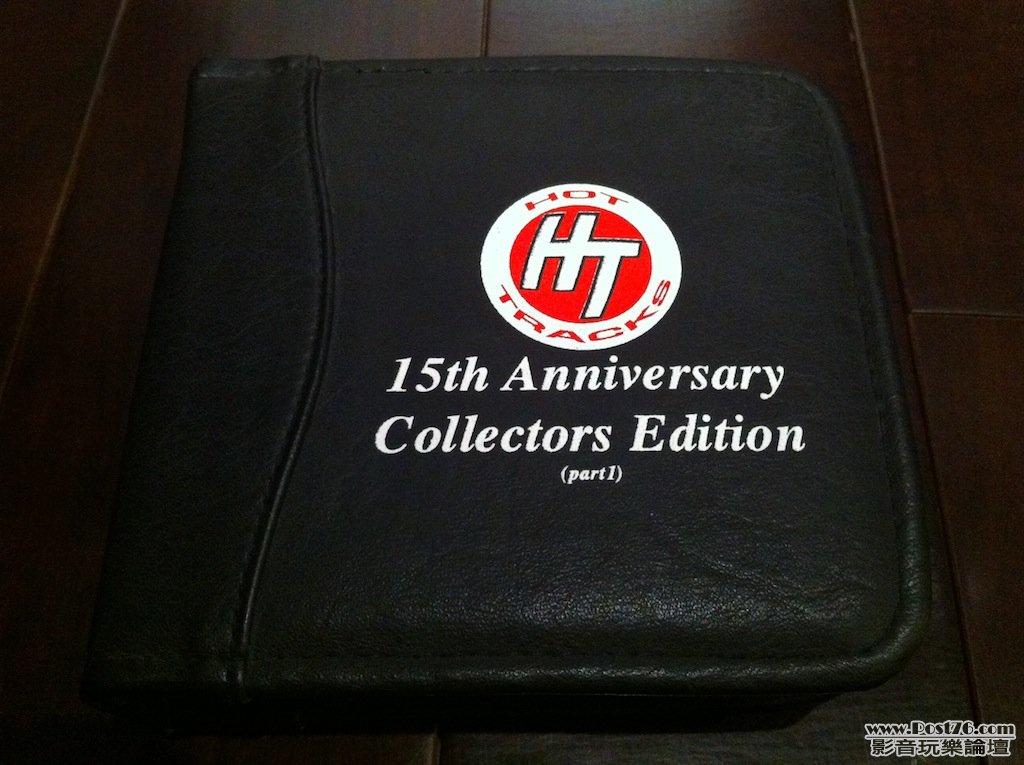 HOT
HT
TRACKS
15th Anniversary
Collectors Edition
(part1)
www.Post76.com
影音玩樂論壇